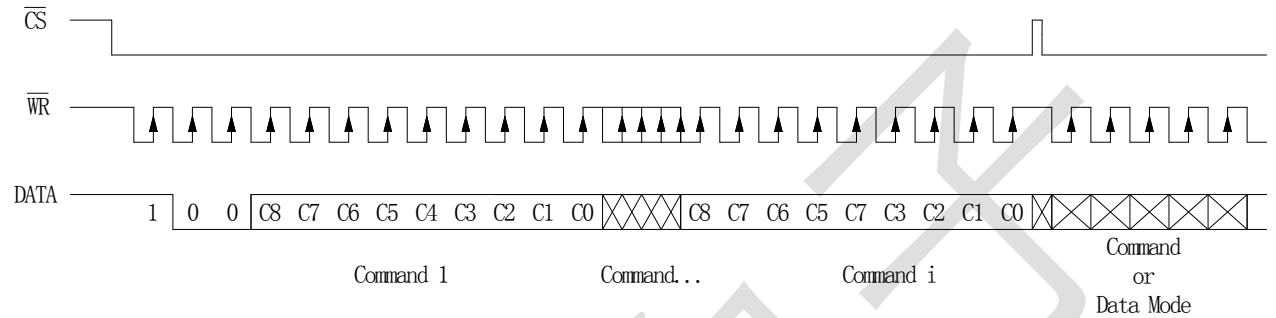 CS
WR
DATA 1 0 0 C8 C7 C6 C5 C4 C3 C2 C1 C0 C8 C7 C6 C5 C7 C3 C2 C1 C0
Command 1 Command... Command i Command
or
Data Mode